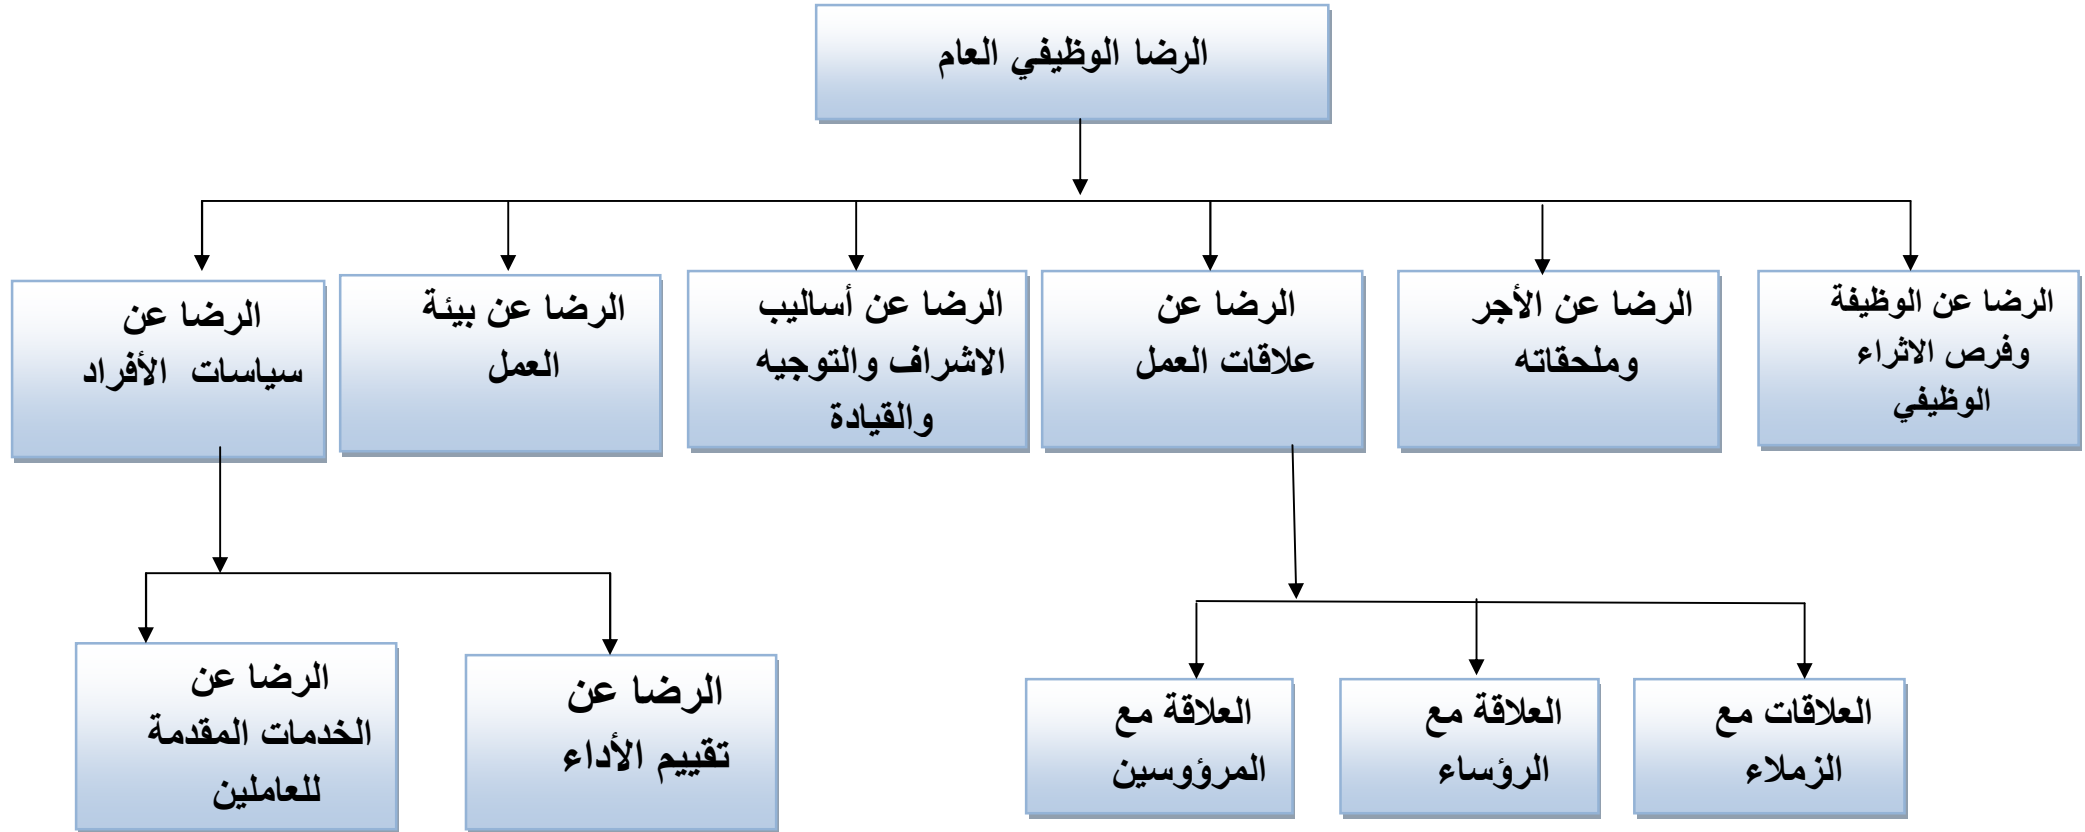 الرضا الوظيفي العام
الرضا عن الوظيفة
وفرص الاثراء
الوظيفي
الرضا عن الأجر
وملحقاته
الرضا عن
علاقات العمل
الرضا عن أساليب
الاشراف والتوجيه
والقيادة
الرضا عن بيئة
العمل
الرضا عن
سياسات الأفراد
العلاقات مع
الزملاء
العلاقة مع
الرؤساء
العلاقة مع
المرؤوسين
الرضا عن
تقييم الأداء
الرضا عن
الخدمات المقدمة
للعاملين